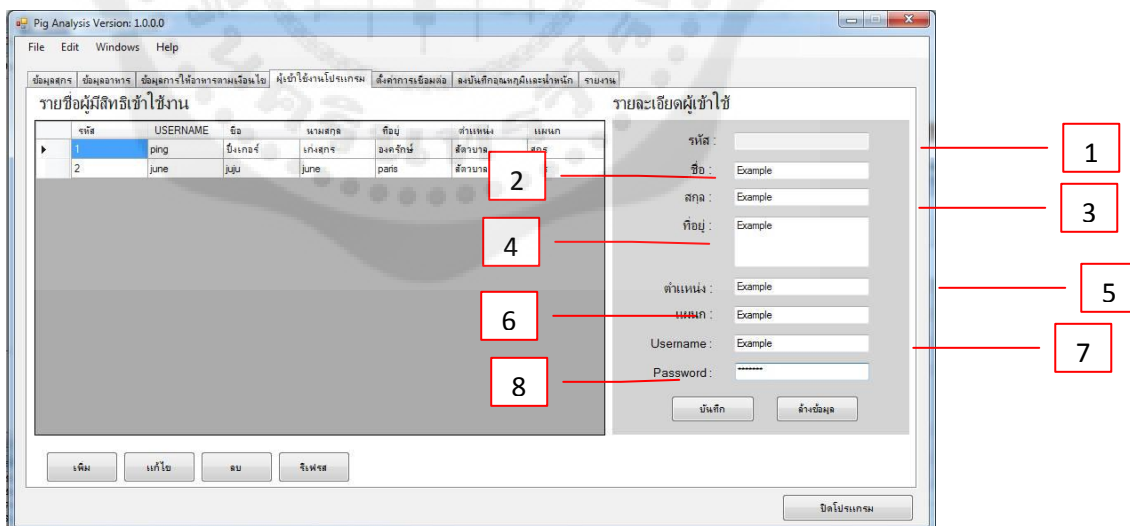 Pig Analysis Version: 1.0.0.0
File Edit Windows Help
ข้อมูลสุกร ข้อมูลอาหาร ข้อมูลการให้อาหารตามเงื่อนไข ผู้เข้าใช้งานโปรแกรม ตั้งค่าการเชื่อมต่อ ลงบันทึกอุณหภูมิและน้ำหนัก รายงาน
รายชื่อผู้มีสิทธิเข้าใช้งาน
รหัส USERNAME ชื่อ นามสกุล ที่อยู่ ตำแหน่ง แผนก
1 ping ปิ๊งเกอร์ เก่งสุกร องครักษ์ สัตวบาล สุกร
2 june juju june paris สัตวบาล
รายละเอียดผู้เข้าใช้
รหัส :
ชื่อ : Example
สกุล : Example
ที่อยู่ : Example
ตำแหน่ง : Example
แผนก : Example
Username : Example
Password :
บันทึก ล้างข้อมูล
เพิ่ม แก้ไข ลบ รีเฟรส
ปิดโปรแกรม
1
2
3
4
5
6
7
8